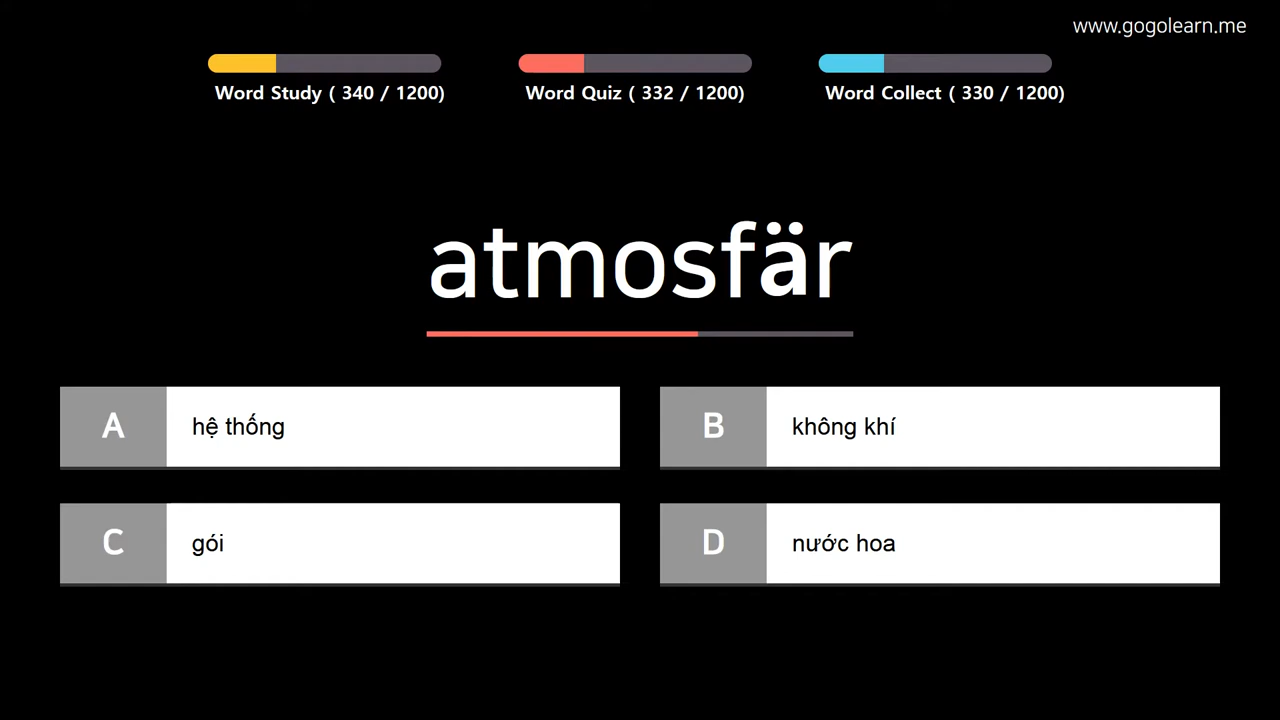 www.gogolearn.me
Word Study ( 340 / 1200)
Word Quiz ( 332 / 1200)
Word Collect ( 330 / 1200)
atmosfär
A
hệ thống
B
không khí
C
gói
D
nước hoa